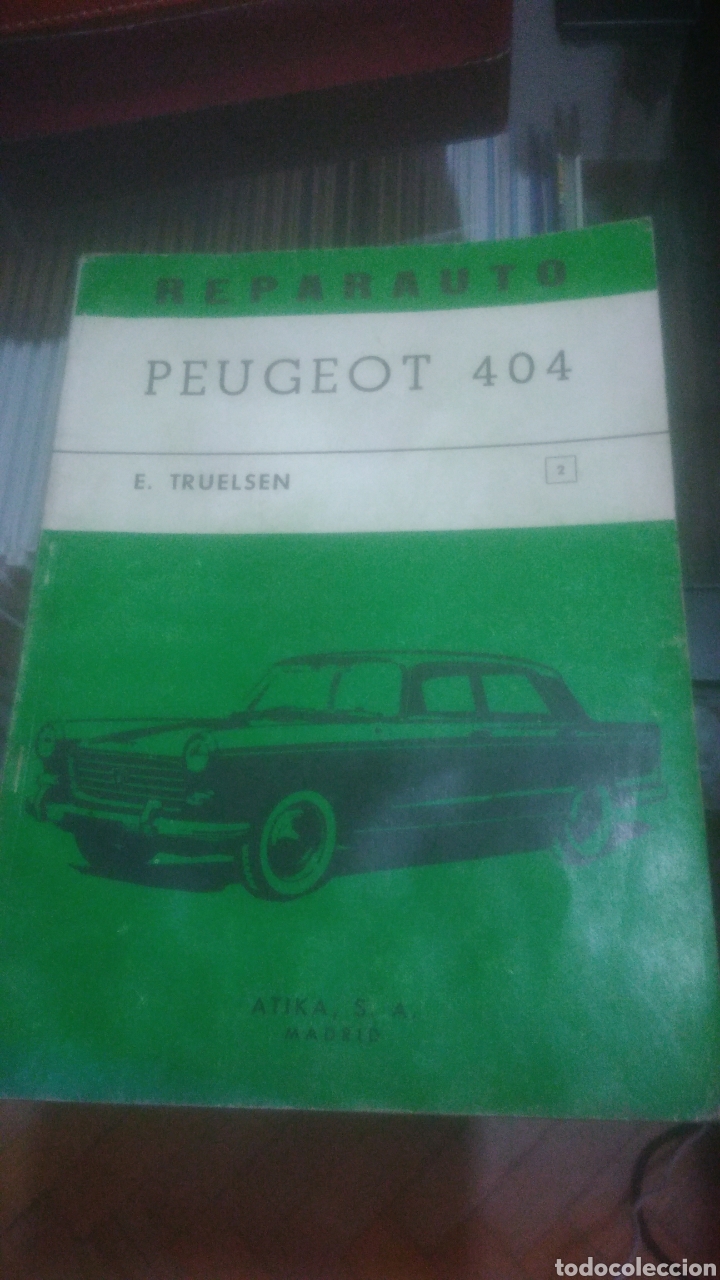 REPARAUTO
PEUGEOT 404
E. TRUELSEN
2
ATIKA, S. A.
MADRID
todocoleccion